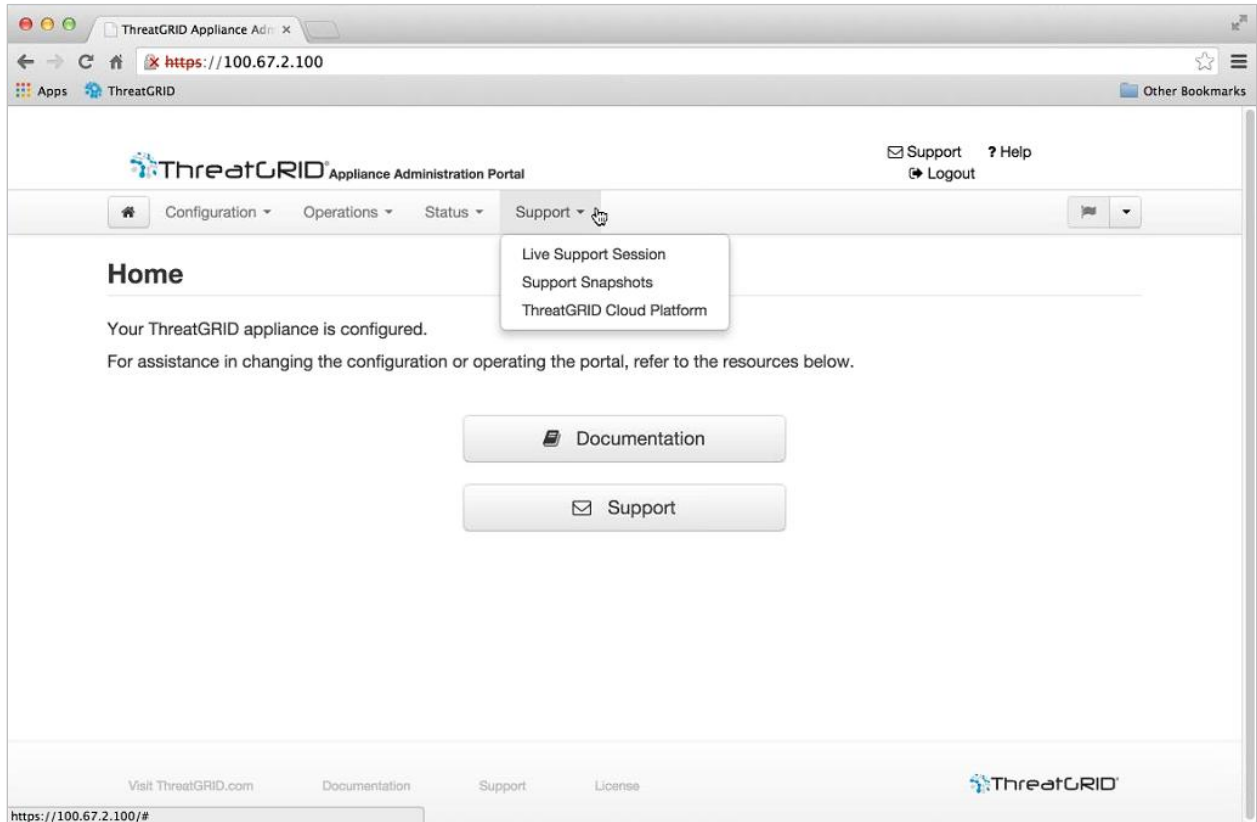 ThreatGRID Appliance Adm
https://100.67.2.100
Apps ThreatGRID Other Bookmarks
ThreatGRID Appliance Administration Portal
Support ? Help
Logout
Configuration Operations Status Support
Live Support Session
Support Snapshots
ThreatGRID Cloud Platform
Home
Your ThreatGRID appliance is configured.
For assistance in changing the configuration or operating the portal, refer to the resources below.
Documentation
Support
Visit ThreatGRID.com Documentation Support License ThreatGRID
https://100.67.2.100/#